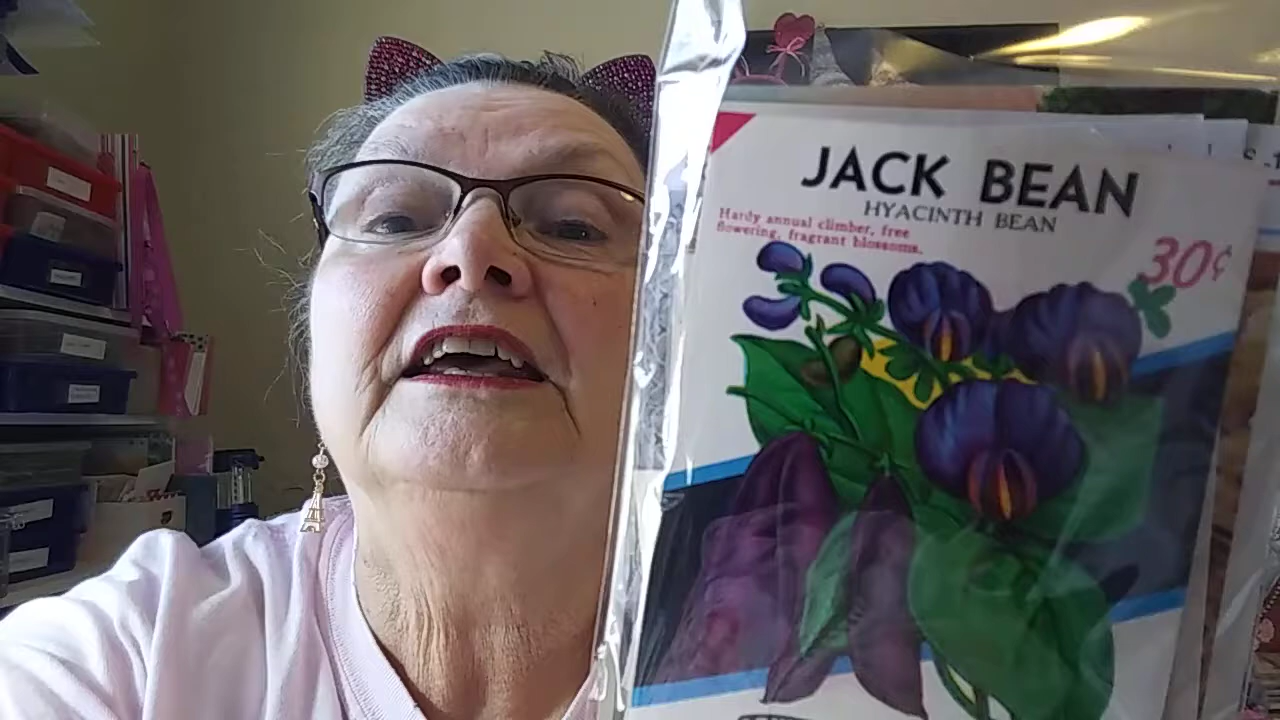 JACK BEAN
HYACINTH BEAN
Hardy annual climber, free
flowering, fragrant blossoms.
30¢